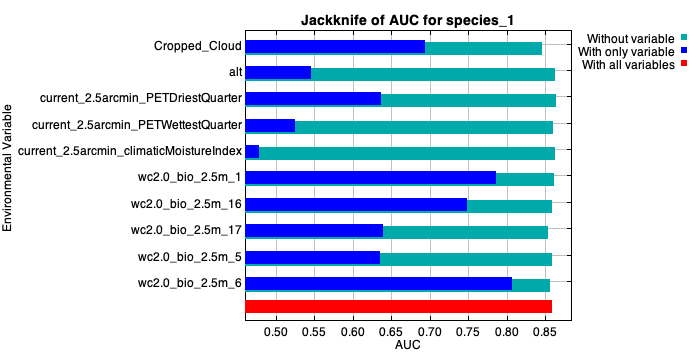 Jackknife of AUC for species_1
Without variable
With only variable
With all variables
Environmental Variable
Cropped_Cloud
alt
current_2.5arcmin_PETDriestQuarter
current_2.5arcmin_PETWettestQuarter
current_2.5arcmin_climaticMoistureIndex
wc2.0_bio_2.5m_1
wc2.0_bio_2.5m_16
wc2.0_bio_2.5m_17
wc2.0_bio_2.5m_5
wc2.0_bio_2.5m_6
0.50 0.55 0.60 0.65 0.70 0.75 0.80 0.85
AUC